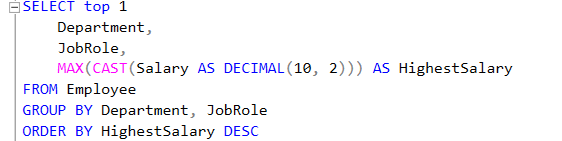 SELECT top 1
Department,
JobRole,
MAX(CAST(Salary AS DECIMAL(10, 2))) AS HighestSalary
FROM Employee
GROUP BY Department, JobRole
ORDER BY HighestSalary DESC